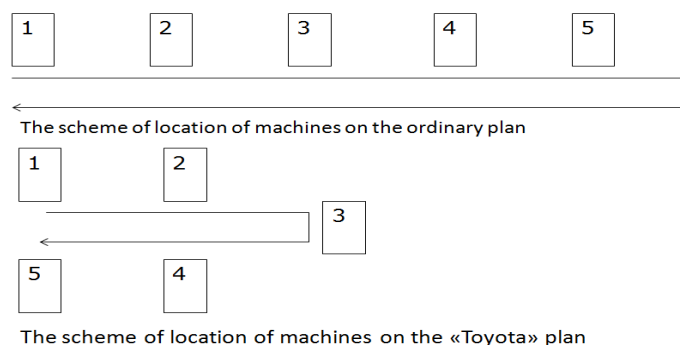 1 2 3 4 5
The scheme of location of machines on the ordinary plan
1 2
3
5 4
The scheme of location of machines on the «Toyota» plan